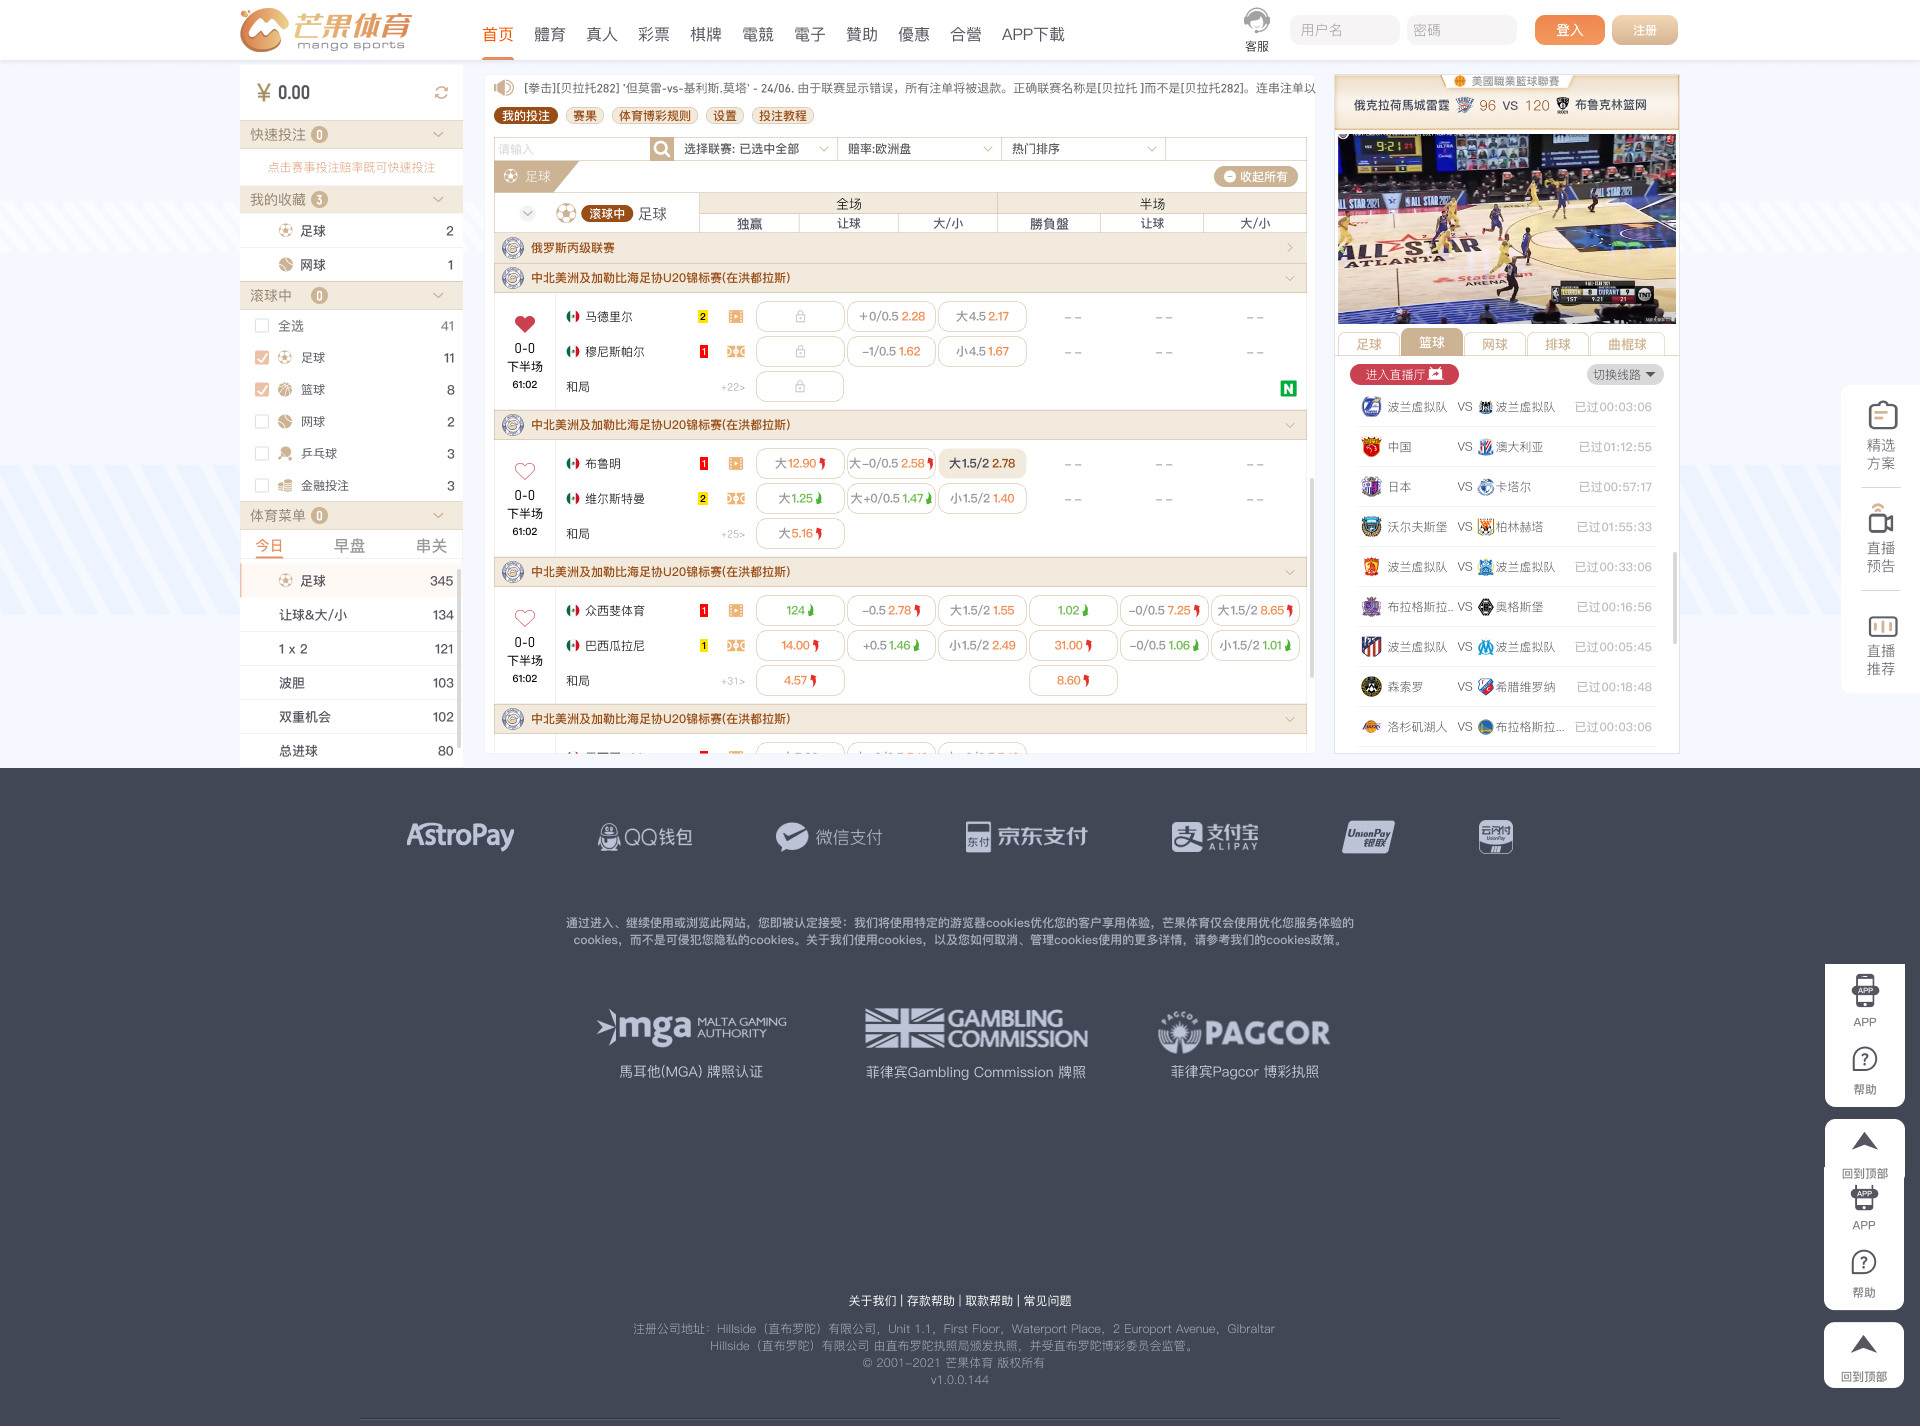 芒果体育
mango sports
首页 體育 真人 彩票 棋牌 電競 電子 贊助 優惠 合營 APP下載
客服
用户名
密碼
登入
注册
¥ 0.00
快速投注 0
点击赛事投注赔率既可快速投注
我的收藏 3
足球 2
网球 1
滚球中 0
全选 41
足球 11
篮球 8
网球 2
乒乓球 3
金融投注 3
体育菜单 0
今日 早盘 串关
足球 345
让球&大/小 134
1 x 2 121
波胆 103
双重机会 102
总进球 80
[拳击][贝拉托282] '但莫雷-vs-基利斯.莫塔' - 24/06. 由于联赛显示错误，所有注单将被退款。正确联赛名称是[贝拉托 ]而不是[贝拉托282]。连串注单以
我的投注 赛果 体育博彩规则 设置 投注教程
请输入
选择联赛: 已选中全部
赔率:欧洲盘
热门排序
足球
收起所有
滚球中 足球
全场 半场
独赢 让球 大/小 勝負盤 让球 大/小
俄罗斯丙级联赛
中北美洲及加勒比海足协U20锦标赛(在洪都拉斯)
马德里尔 2 +0/0.5 2.28 大4.5 2.17 -- -- --
0-0
下半场
61:02
穆尼斯帕尔 1 -1/0.5 1.62 小4.5 1.67 -- -- --
和局 +22>
N
中北美洲及加勒比海足协U20锦标赛(在洪都拉斯)
布鲁明 1 大12.90 大-0/0.5 2.58 大1.5/2 2.78 -- -- --
0-0
下半场
61:02
维尔斯特曼 2 大1.25 大+0/0.5 1.47 小1.5/2 1.40 -- -- --
和局 +25> 大5.16
中北美洲及加勒比海足协U20锦标赛(在洪都拉斯)
众西斐体育 1 124 -0.5 2.78 大1.5/2 1.55 1.02 -0/0.5 7.25 大1.5/2 8.65
0-0
下半场
61:02
巴西瓜拉尼 1 14.00 +0.5 1.46 小1.5/2 2.49 31.00 -0/0.5 1.06 小1.5/2 1.01
和局 +31> 4.57 8.60
中北美洲及加勒比海足协U20锦标赛(在洪都拉斯)
美國職業籃球聯賽
俄克拉荷馬城雷霆 96 VS 120 布鲁克林篮网
9:21 21
ALL-STAR
ATLANTA
State Farm
ARENA
TNT
足球 篮球 网球 排球 曲棍球
进入直播厅
切换线路
波兰虚拟队 VS 波兰虚拟队 已过00:03:06
中国 VS 澳大利亚 已过01:12:55
日本 VS 卡塔尔 已过00:57:17
沃尔夫斯堡 VS 柏林赫塔 已过01:55:33
波兰虚拟队 VS 波兰虚拟队 已过00:33:06
布拉格斯拉.. VS 奥格斯堡 已过00:16:56
波兰虚拟队 VS 波兰虚拟队 已过00:05:45
森索罗 VS 希腊维罗纳 已过00:18:48
洛杉矶湖人 VS 布拉格斯拉... 已过00:03:06
精选
方案
直播
预告
直播
推荐
AstroPay
QQ钱包
微信支付
东付 京东支付
支 支付宝
ALIPAY
UnionPay
银联
云闪付
UnionPay
通过进入、继续使用或浏览此网站，您即被认定接受：我们将使用特定的游览器cookies优化您的客户享用体验，芒果体育仅会使用优化您服务体验的
cookies，而不是可侵犯您隐私的cookies。关于我们使用cookies，以及您如何取消、管理cookies使用的更多详情，请参考我们的cookies政策。
mga MALTA GAMING
AUTHORITY
馬耳他(MGA) 牌照认证
GAMBLING
COMMISSION
菲律宾Gambling Commission 牌照
PAGCOR
PAGCOR
菲律宾Pagcor 博彩执照
APP
APP
帮助
回到顶部
APP
APP
帮助
回到顶部
关于我们 | 存款帮助 | 取款帮助 | 常见问题
注册公司地址：Hillside（直布罗陀）有限公司，Unit 1.1，First Floor，Waterport Place，2 Europort Avenue，Gibraltar
Hillside（直布罗陀）有限公司 由直布罗陀执照局颁发执照，并受直布罗陀博彩委员会监管。
© 2001-2021 芒果体育 版权所有
v1.0.0.144